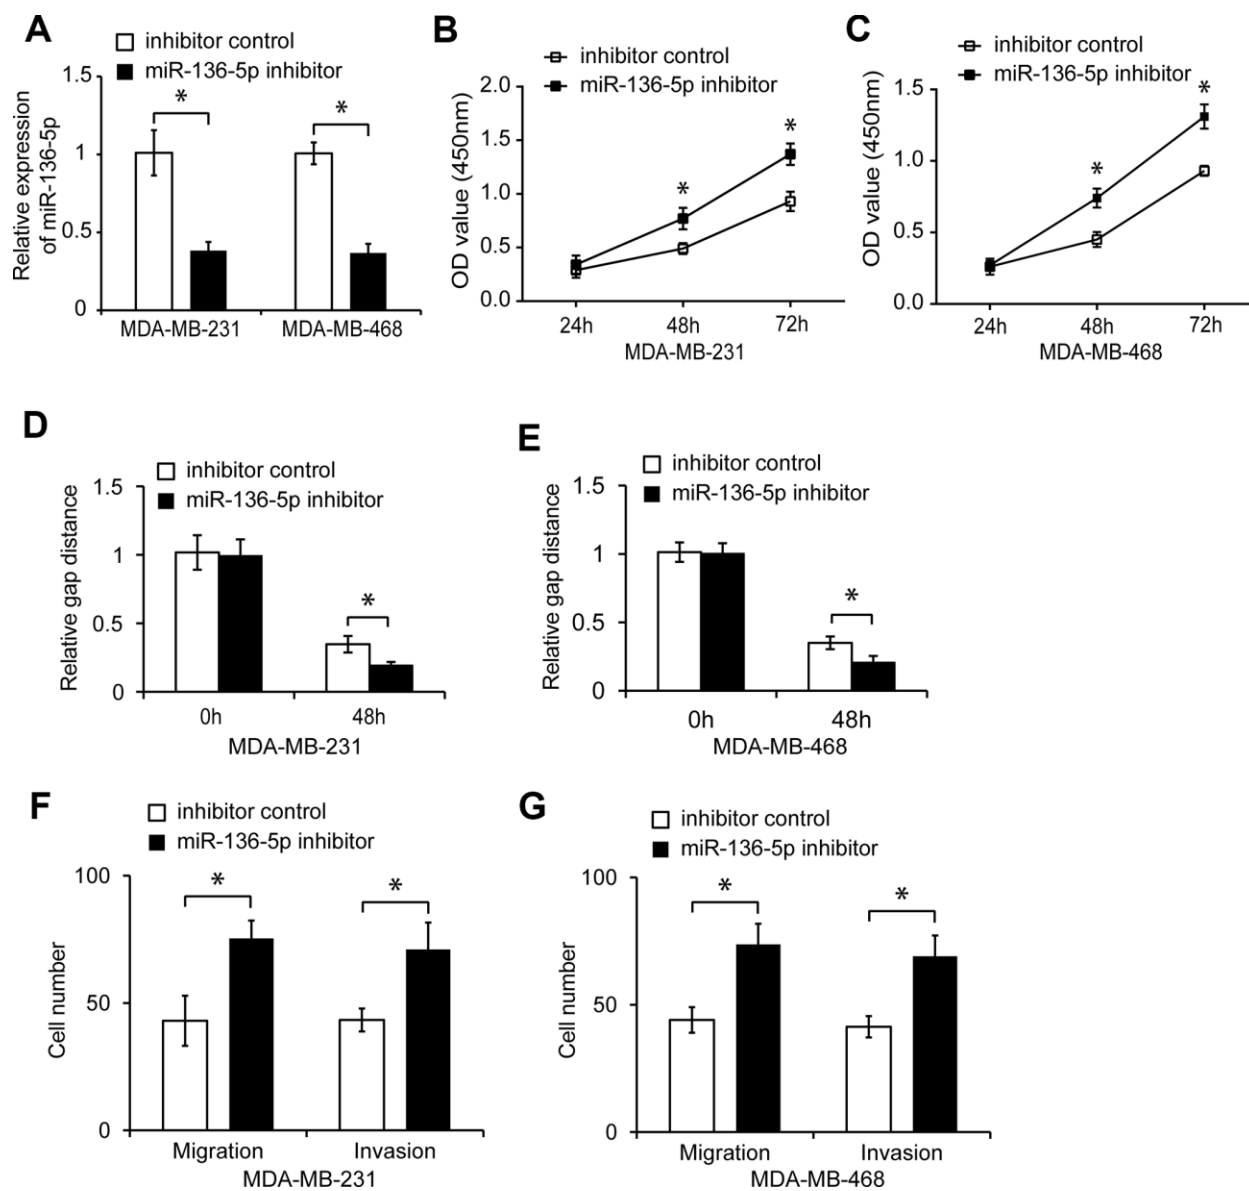 A
inhibitor control
miR-136-5p inhibitor
Relative expression
of miR-136-5p
1.5
1
0.5
0
*
*
MDA-MB-231
MDA-MB-468
B
inhibitor control
miR-136-5p inhibitor
OD value (450nm)
2.0
1.5
1.0
0.5
0.0
*
*
24h
48h
72h
MDA-MB-231
C
inhibitor control
miR-136-5p inhibitor
OD value (450nm)
1.5
1.0
0.5
0.0
*
*
24h
48h
72h
MDA-MB-468
D
inhibitor control
miR-136-5p inhibitor
Relative gap distance
1.5
1
0.5
0
*
0h
48h
MDA-MB-231
E
inhibitor control
miR-136-5p inhibitor
Relative gap distance
1.5
1
0.5
0
*
0h
48h
MDA-MB-468
F
inhibitor control
miR-136-5p inhibitor
Cell number
100
50
0
*
*
Migration
Invasion
MDA-MB-231
G
inhibitor control
miR-136-5p inhibitor
Cell number
100
50
0
*
*
Migration
Invasion
MDA-MB-468